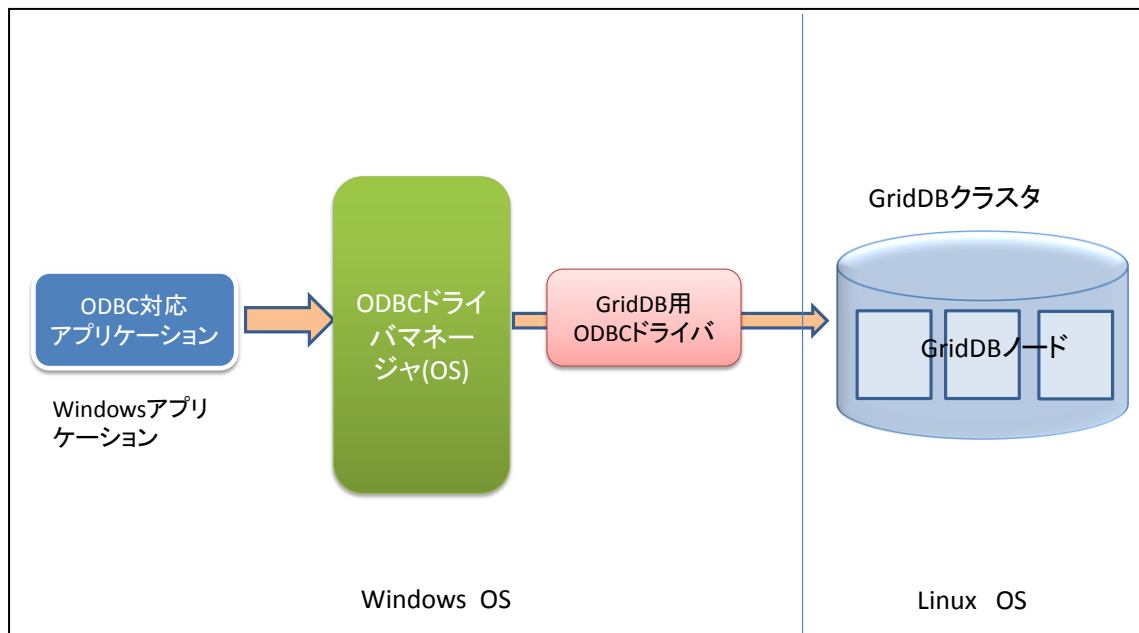 GridDBクラスタ
ODBC対応
アプリケーション
ODBCドライ
バマネー
ジャ(OS)
GridDB用
ODBCドライバ
GridDBノード
Windowsアプリ
ケーション
Windows OS
Linux OS